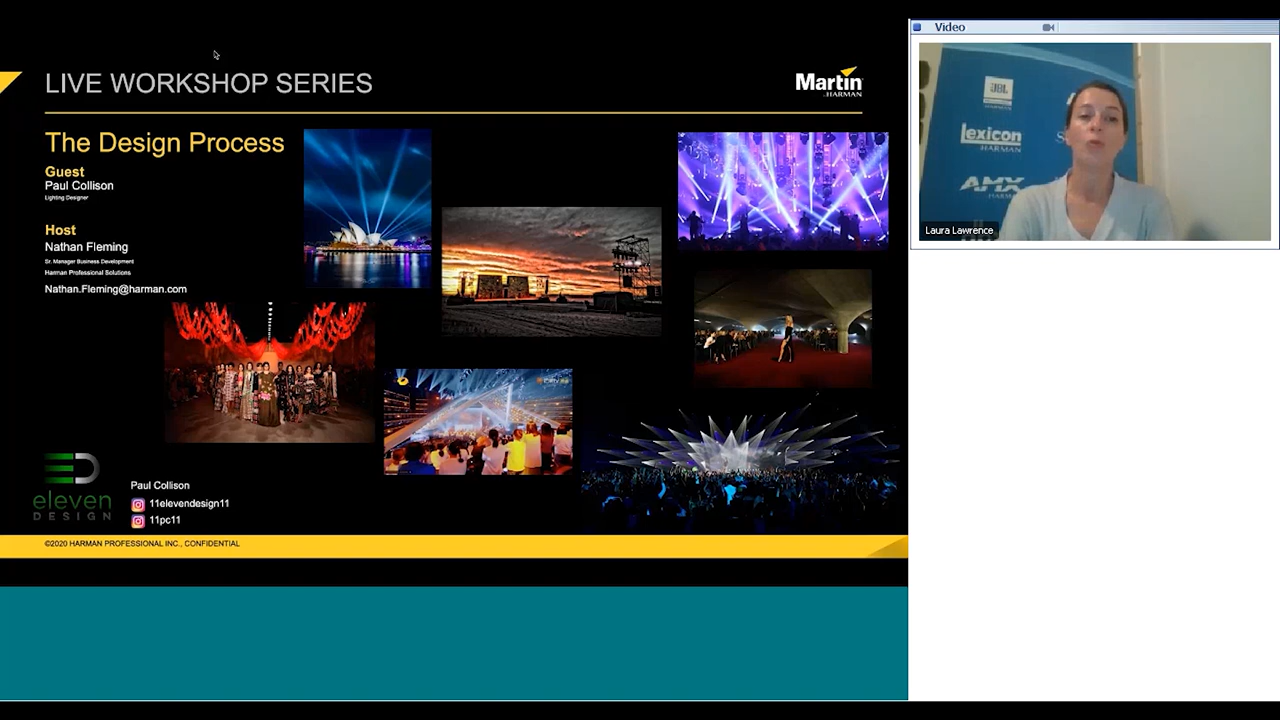 LIVE WORKSHOP SERIES
Martin
HARMAN
The Design Process
Guest
Paul Collison
Lighting Designer
Host
Nathan Fleming
Sr. Manager Business Development
Harman Professional Solutions
Nathan.Fleming@harman.com
eleven
DESIGN
Paul Collison
11elevendesign11
11pc11
©2020 HARMAN PROFESSIONAL INC., CONFIDENTIAL
Video
JBL
lexicon
HARMAN
AMX
HARMAN
Laura Lawrence